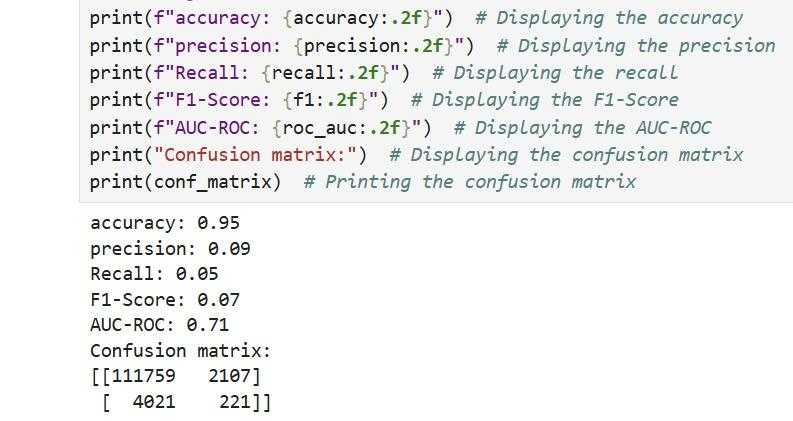 print(f"accuracy: {accuracy:.2f}")  # Displaying the accuracy
print(f"precision: {precision:.2f}")  # Displaying the precision
print(f"Recall: {recall:.2f}")  # Displaying the recall
print(f"F1-Score: {f1:.2f}")  # Displaying the F1-Score
print(f"AUC-ROC: {roc_auc:.2f}")  # Displaying the AUC-ROC
print("Confusion matrix:")  # Displaying the confusion matrix
print(conf_matrix)  # Printing the confusion matrix
accuracy: 0.95
precision: 0.09
Recall: 0.05
F1-Score: 0.07
AUC-ROC: 0.71
Confusion matrix:
[[111759   2107]
 [  4021    221]]